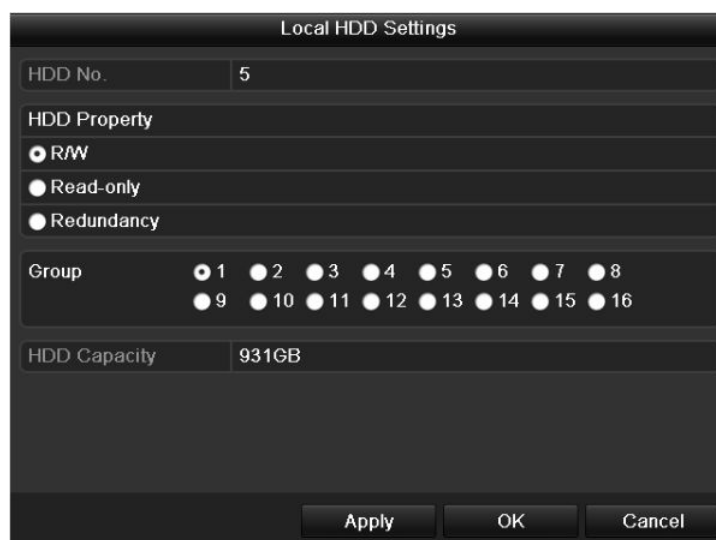 Local HDD Settings
HDD No. 5
HDD Property
R/W
Read-only
Redundancy
Group 1 2 3 4 5 6 7 8
9 10 11 12 13 14 15 16
HDD Capacity 931GB
Apply OK Cancel